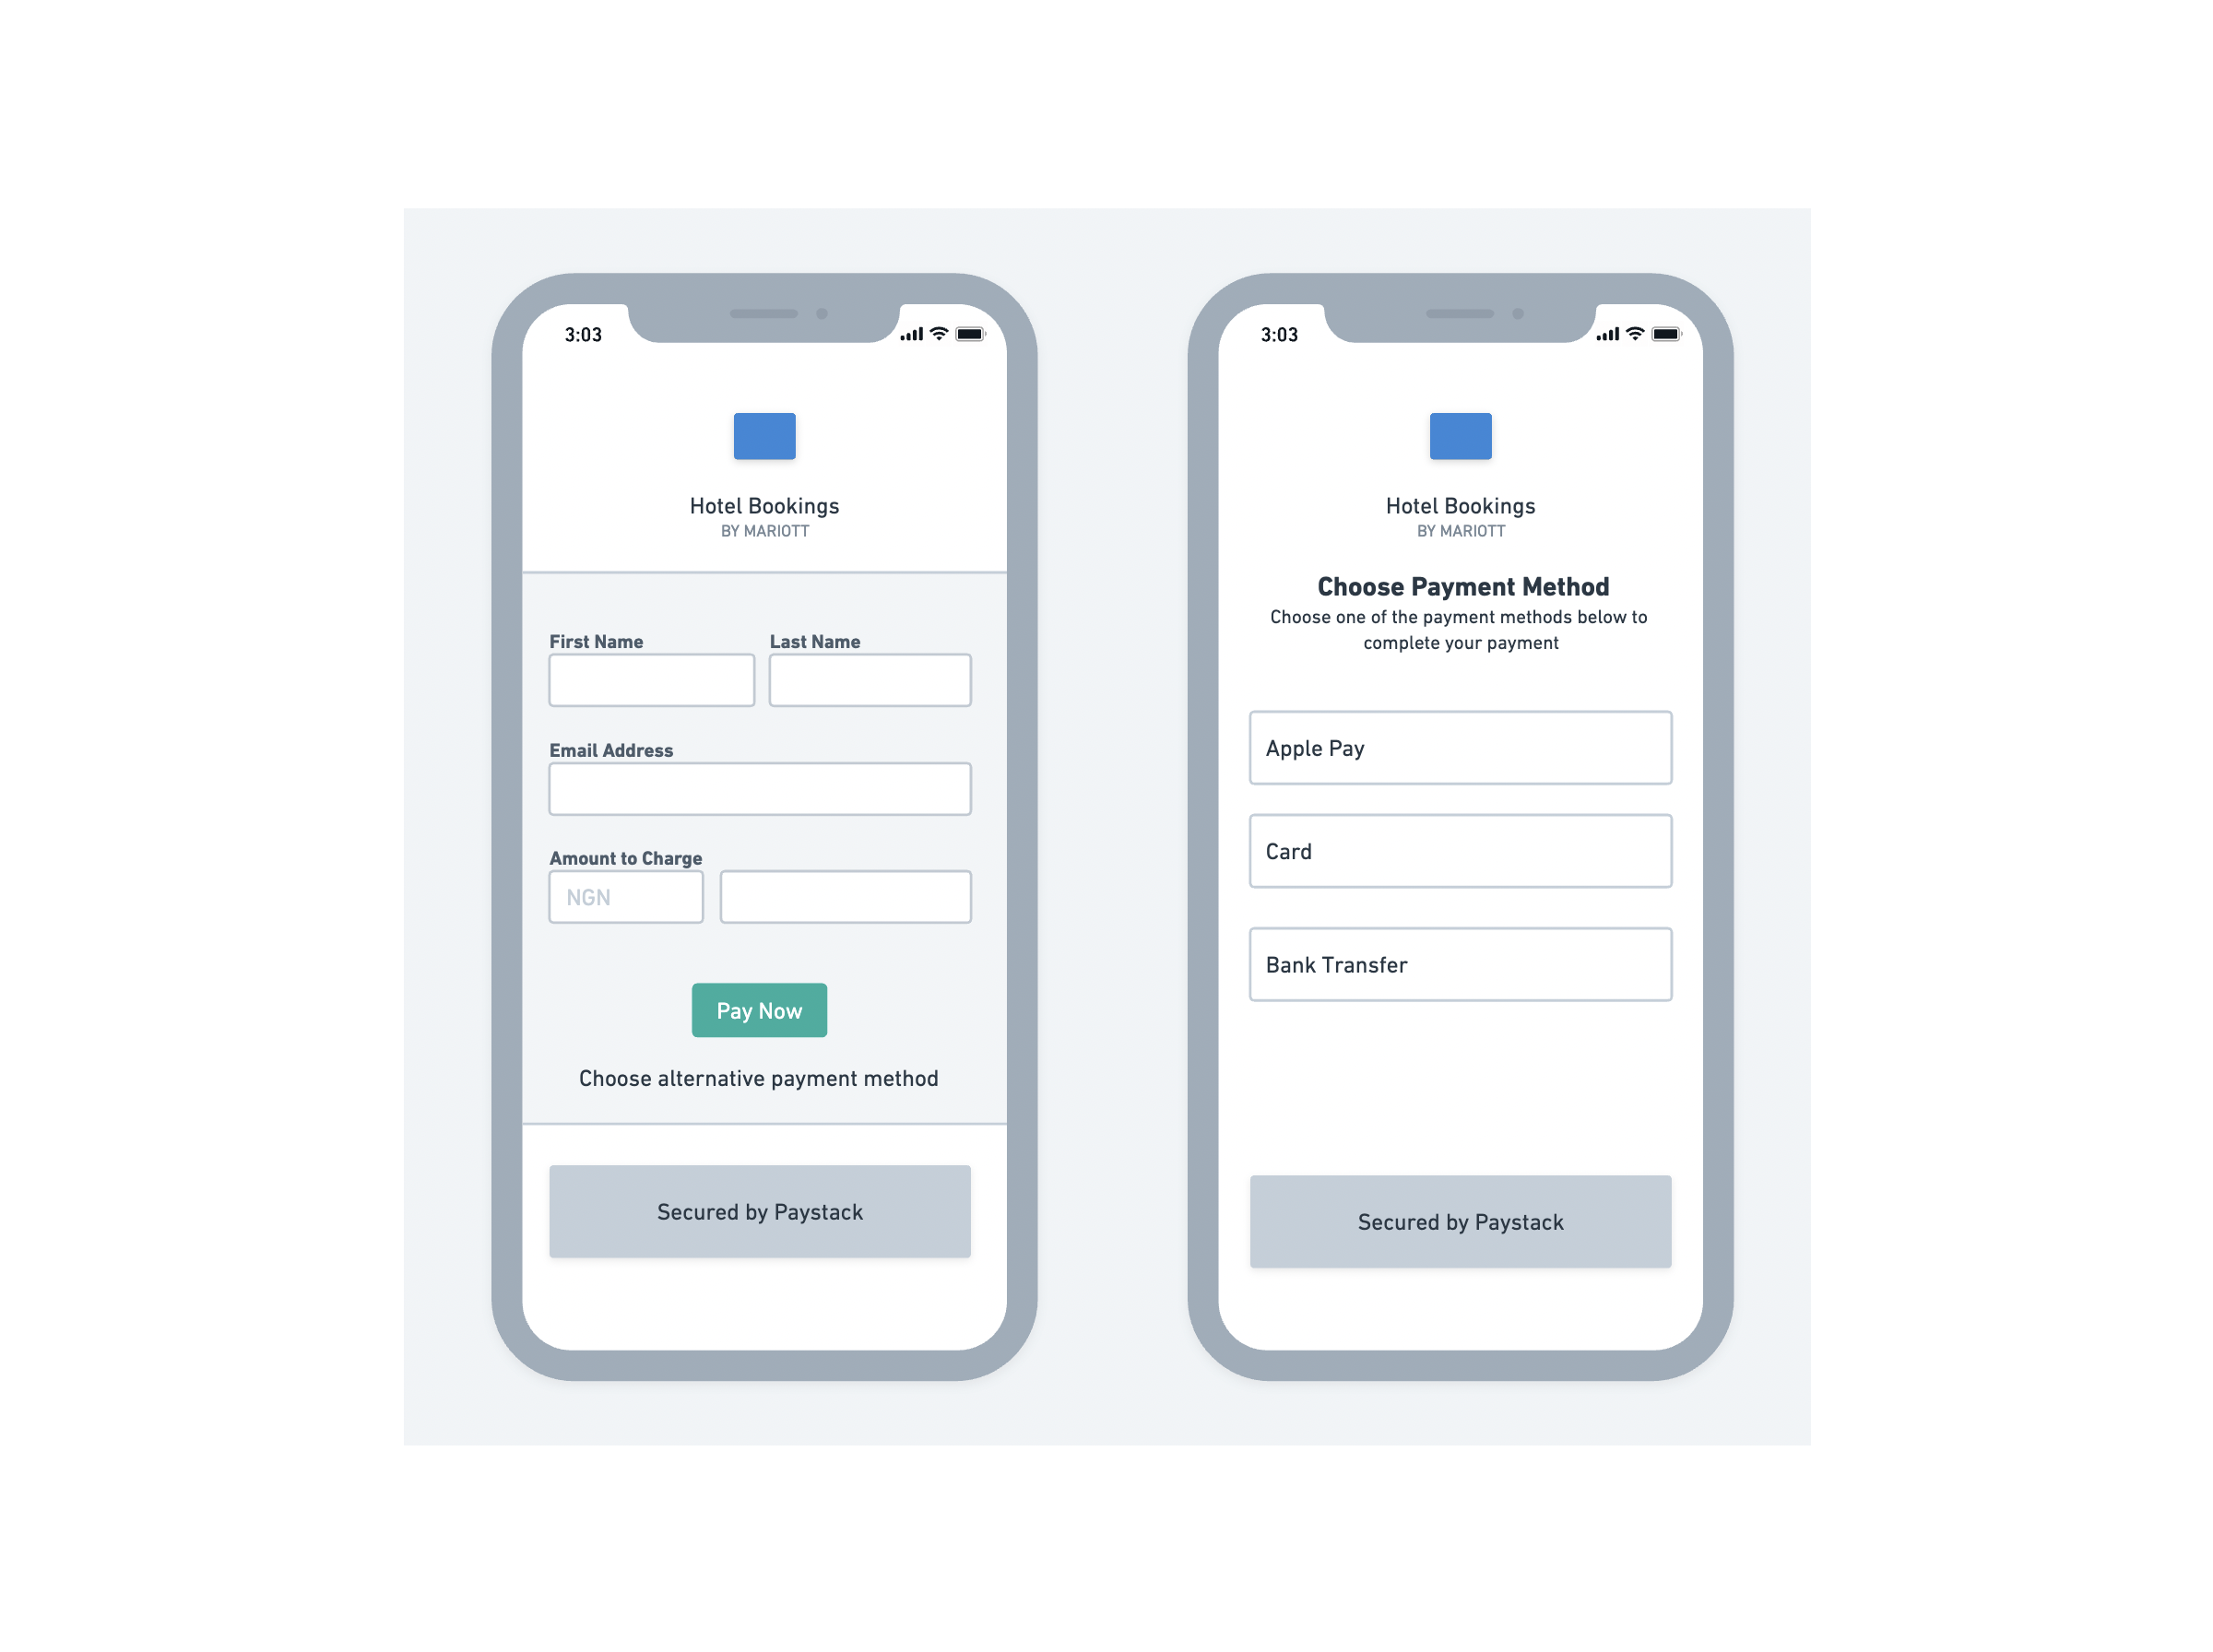 3:03
Hotel Bookings
BY MARIOTT
First Name
Last Name
Email Address
Amount to Charge
NGN
Pay Now
Choose alternative payment method
Secured by Paystack
3:03
Hotel Bookings
BY MARIOTT
Choose Payment Method
Choose one of the payment methods below to
complete your payment
Apple Pay
Card
Bank Transfer
Secured by Paystack